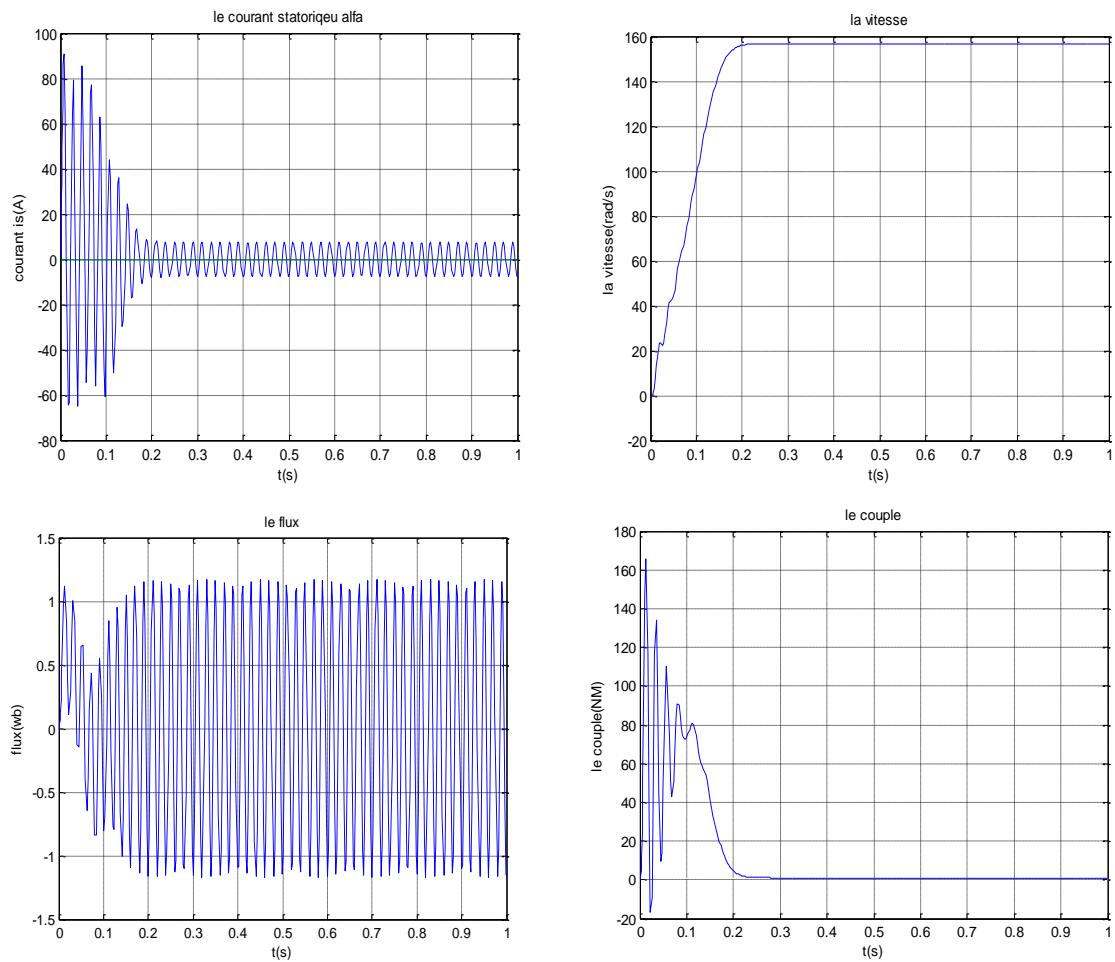 le courant statoriqeu alfa
100
80
60
40
20
0
-20
-40
-60
-80
courant is(A)
0 0.1 0.2 0.3 0.4 0.5 0.6 0.7 0.8 0.9 1
t(s)
la vitesse
160
140
120
100
80
60
40
20
0
-20
la vitesse(rad/s)
0 0.1 0.2 0.3 0.4 0.5 0.6 0.7 0.8 0.9 1
t(s)
le flux
1.5
1
0.5
0
-0.5
-1
-1.5
flux(wb)
0 0.1 0.2 0.3 0.4 0.5 0.6 0.7 0.8 0.9 1
t(s)
le couple
180
160
140
120
100
80
60
40
20
0
-20
le couple(NM)
0 0.1 0.2 0.3 0.4 0.5 0.6 0.7 0.8 0.9 1
t(s)